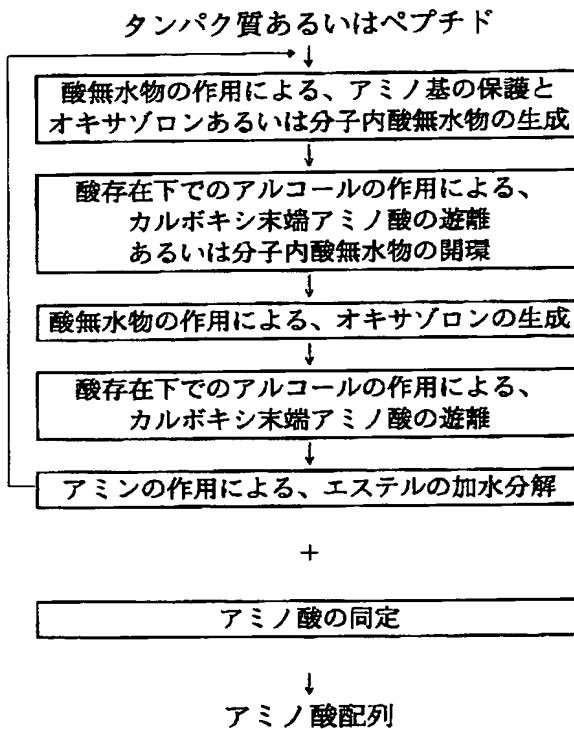 タンパク質あるいはペプチド
酸無水物の作用による、アミノ基の保護と
オキサゾロンあるいは分子内酸無水物の生成
酸存在下でのアルコールの作用による、
カルボキシ末端アミノ酸の遊離
あるいは分子内酸無水物の開環
酸無水物の作用による、オキサゾロンの生成
酸存在下でのアルコールの作用による、
カルボキシ末端アミノ酸の遊離
アミンの作用による、エステルの加水分解
+
アミノ酸の同定
アミノ酸配列